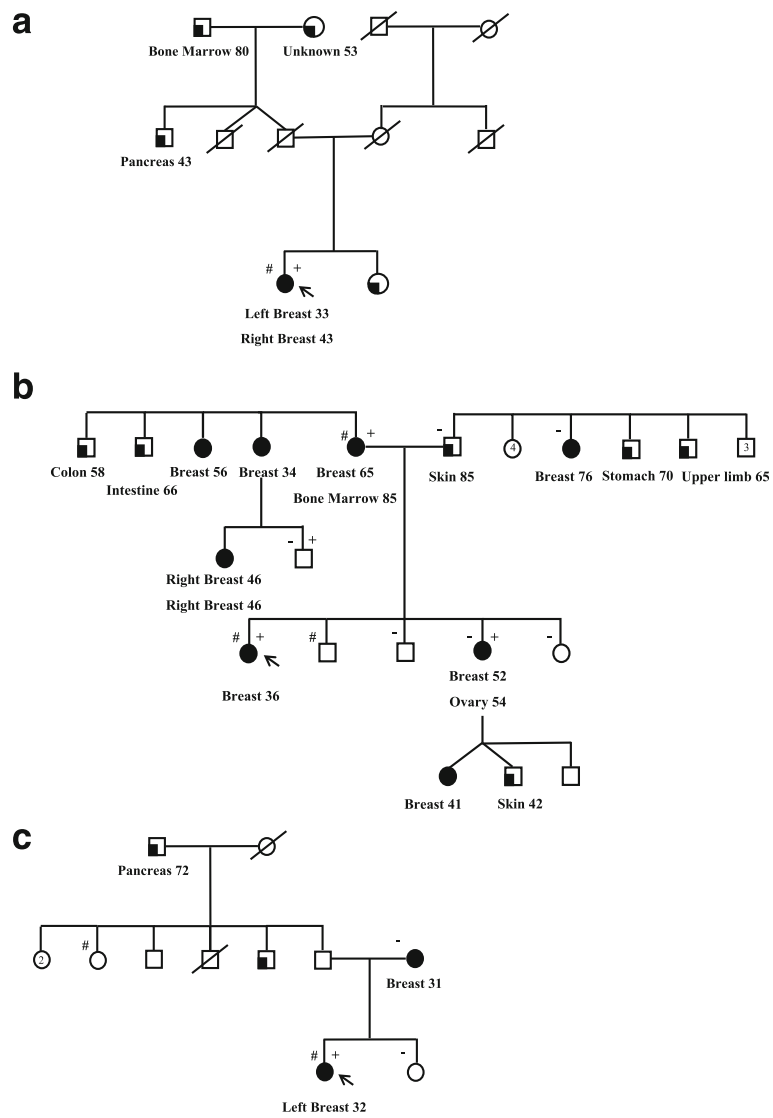 a
Bone Marrow 80 Unknown 53
Pancreas 43
# +
Left Breast 33
Right Breast 43
b
# + - 4 - 3
Colon 58 Breast 56 Breast 34 Breast 65 Skin 85 Breast 76 Stomach 70 Upper limb 65
Intestine 66 Bone Marrow 85
- +
Right Breast 46
Right Breast 46
# + # - - + -
Breast 52
Breast 36 Ovary 54
Breast 41 Skin 42
c
Pancreas 72
2 # -
Breast 31
# + -
Left Breast 32